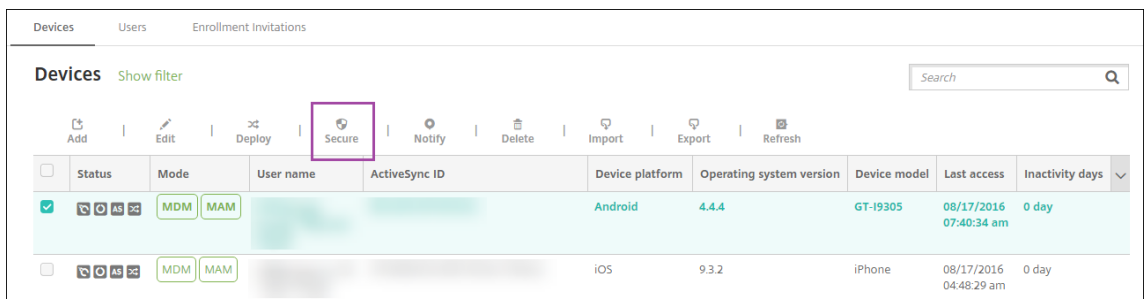 Devices Users Enrollment Invitations
Devices Show filter Search
Add | Edit | Deploy | Secure | Notify | Delete | Import | Export | Refresh
Status Mode User name ActiveSync ID Device platform Operating system version Device model Last access Inactivity days
AS MDM MAM Android 4.4.4 GT-I9305 08/17/2016 0 day
07:40:34 am
AS MDM MAM iOS 9.3.2 iPhone 08/17/2016 0 day
04:48:29 am